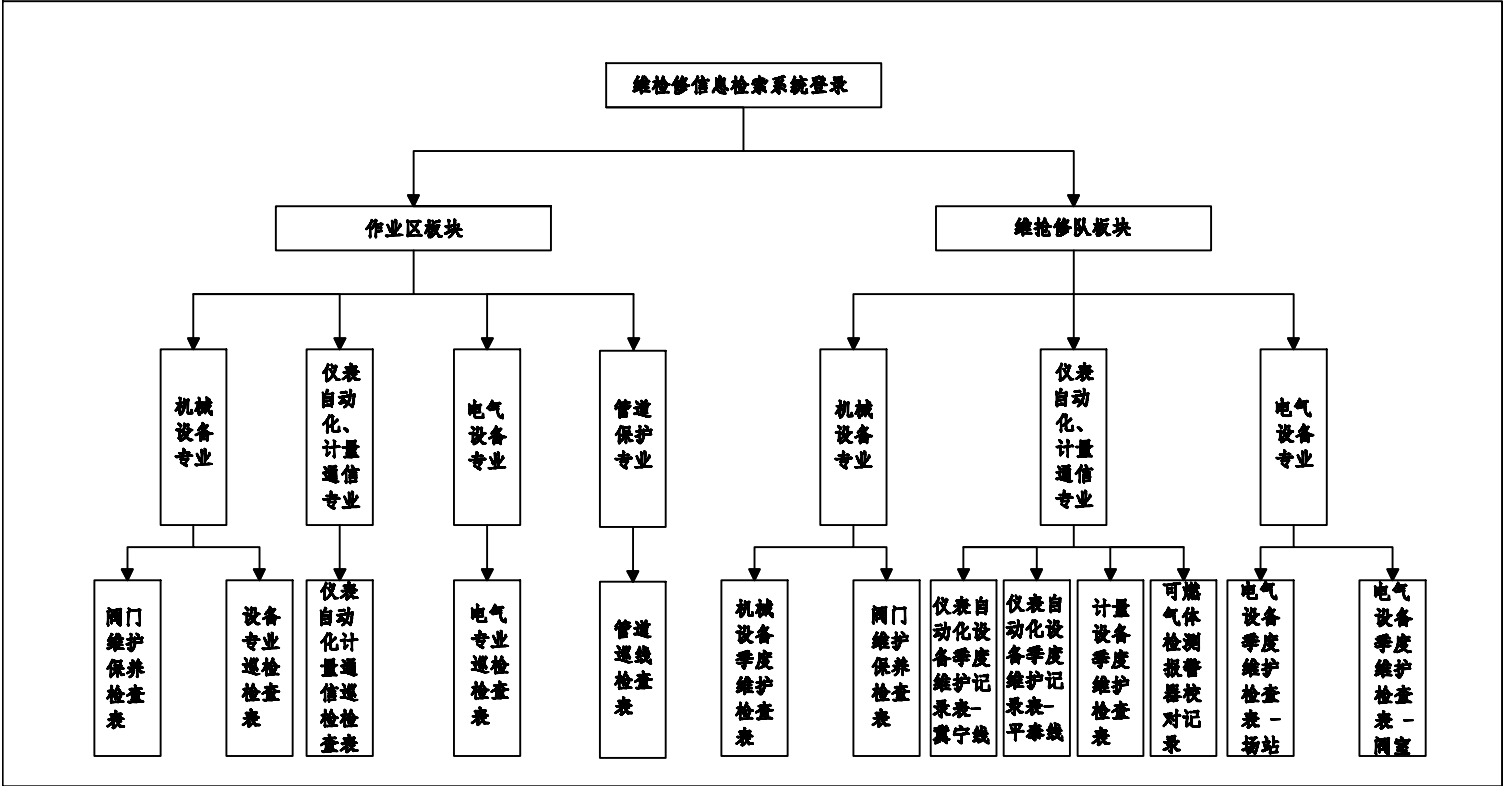 维检修信息检索系统登录
作业区板块
维抢修队板块
机械
设备
专业
仪表
自动
化、
计量
通信
专业
电气
设备
专业
管道
保护
专业
机械
设备
专业
仪表
自动
化、
计量
通信
专业
电气
设备
专业
阀门
维护
保养
检查
表
设备
专业
巡检
检查
表
仪表
自动
化计
量通
信巡
检检
查表
电气
专业
巡检
检查
表
管道
巡线
检查
表
机械
设备
季度
维护
检查
表
阀门
维护
保养
检查
表
仪表自
动化设
备季度
维护记
录表-
冀宁线
仪表自
动化设
备季度
维护记
录表-
平泰线
计量
设备
季度
维护
检查
表
可燃
气体
检测
报警
器校
对记
录
电气
设备
季度
维护
检查
表 -
场站
电气
设备
季度
维护
检查
表 -
阀室